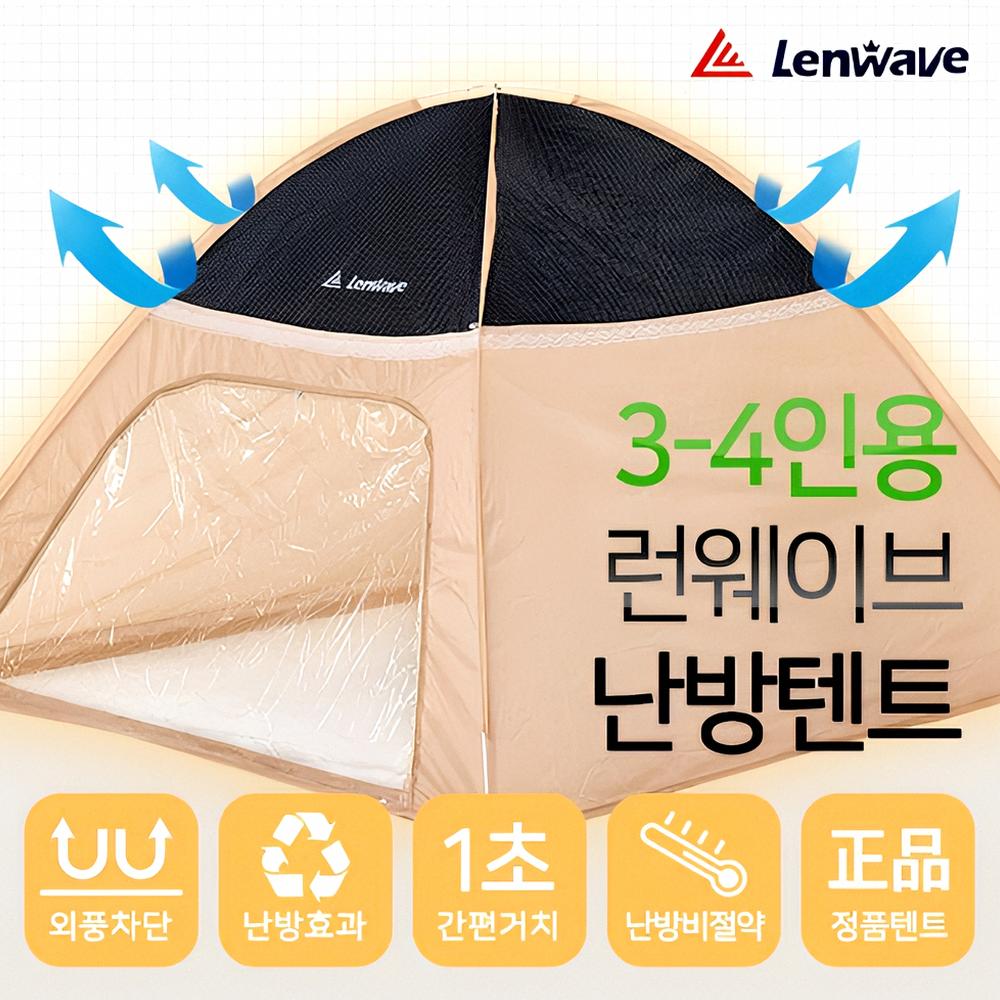 Lenwave
Lenwave
3-4인용
런웨이브
난방텐트
외풍차단
난방효과
1초
간편거치
난방비절약
正品
정품텐트